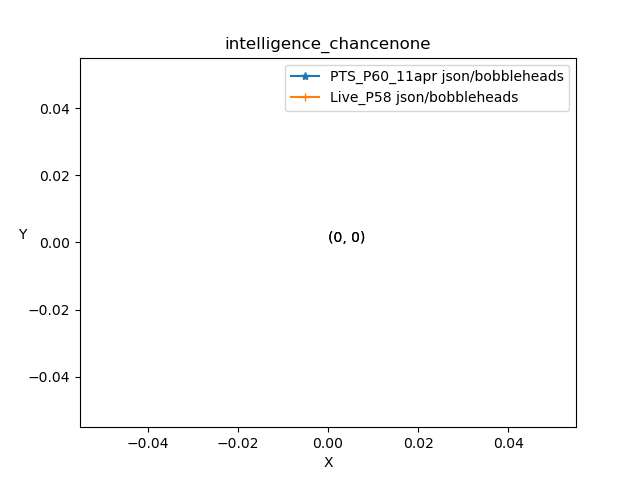 intelligence_chancenone
PTS_P60_11apr json/bobbleheads
Live_P58 json/bobbleheads
0.04
0.02
Y
0.00
(0, 0)
−0.02
−0.04
−0.04
−0.02
0.00
0.02
0.04
X